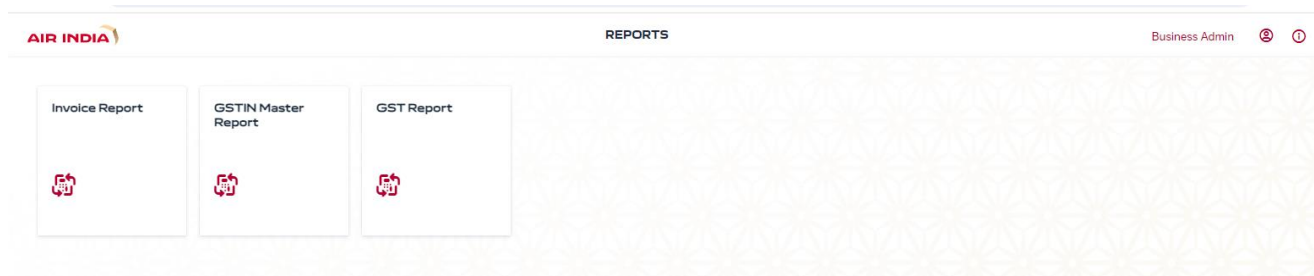 AIR INDIA
REPORTS
Business Admin
Invoice Report
GSTIN Master
Report
GST Report